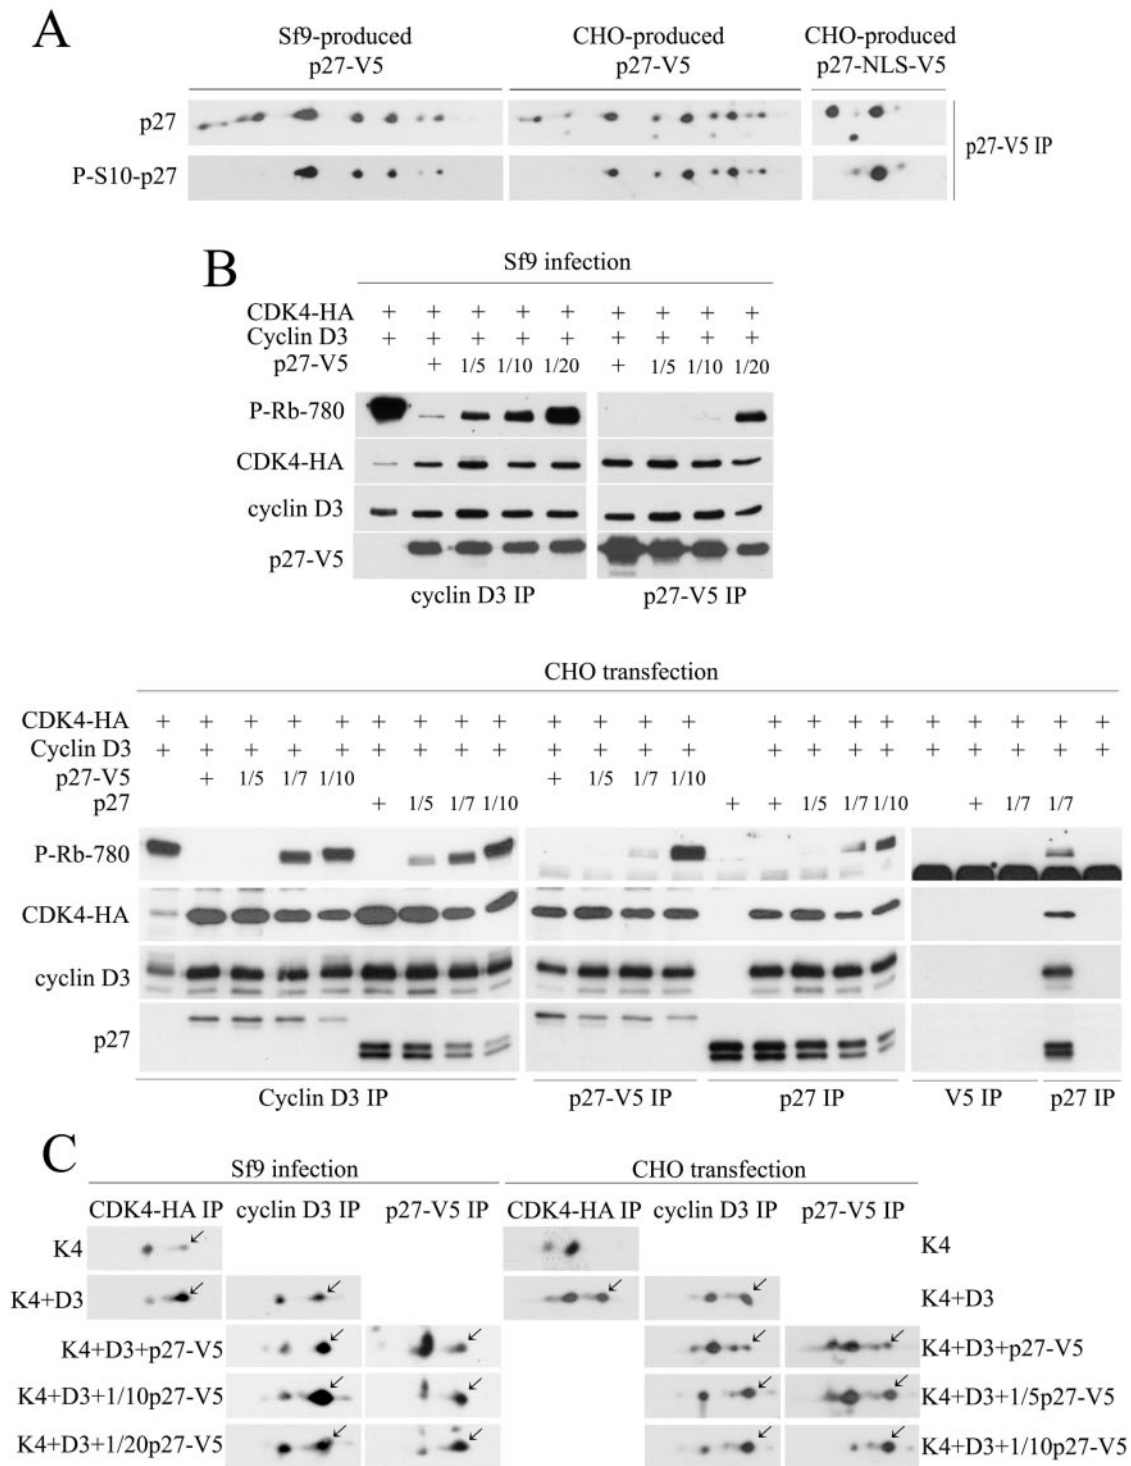 A
Sf9-produced p27-V5
CHO-produced p27-V5
CHO-produced p27-NLS-V5
p27
P-S10-p27
p27-V5 IP
B
Sf9 infection
CDK4-HA + + + + + + + + +
Cyclin D3 + + + + + + + + +
p27-V5 + 1/5 1/10 1/20 + 1/5 1/10 1/20
P-Rb-780
CDK4-HA
cyclin D3
p27-V5
cyclin D3 IP p27-V5 IP
CHO transfection
CDK4-HA + + + + + + + + + + + + + + + + + + + + + +
Cyclin D3 + + + + + + + + + + + + + + + + + + + + + +
p27-V5 + 1/5 1/7 1/10 + 1/5 1/7 1/10
p27 + 1/5 1/7 1/10 + + 1/5 1/7 1/10 + 1/7 1/7
P-Rb-780
CDK4-HA
cyclin D3
p27
Cyclin D3 IP p27-V5 IP p27 IP V5 IP p27 IP
C
Sf9 infection CHO transfection
CDK4-HA IP cyclin D3 IP p27-V5 IP CDK4-HA IP cyclin D3 IP p27-V5 IP
K4 K4
K4+D3 K4+D3
K4+D3+p27-V5 K4+D3+p27-V5
K4+D3+1/10p27-V5 K4+D3+1/5p27-V5
K4+D3+1/20p27-V5 K4+D3+1/10p27-V5